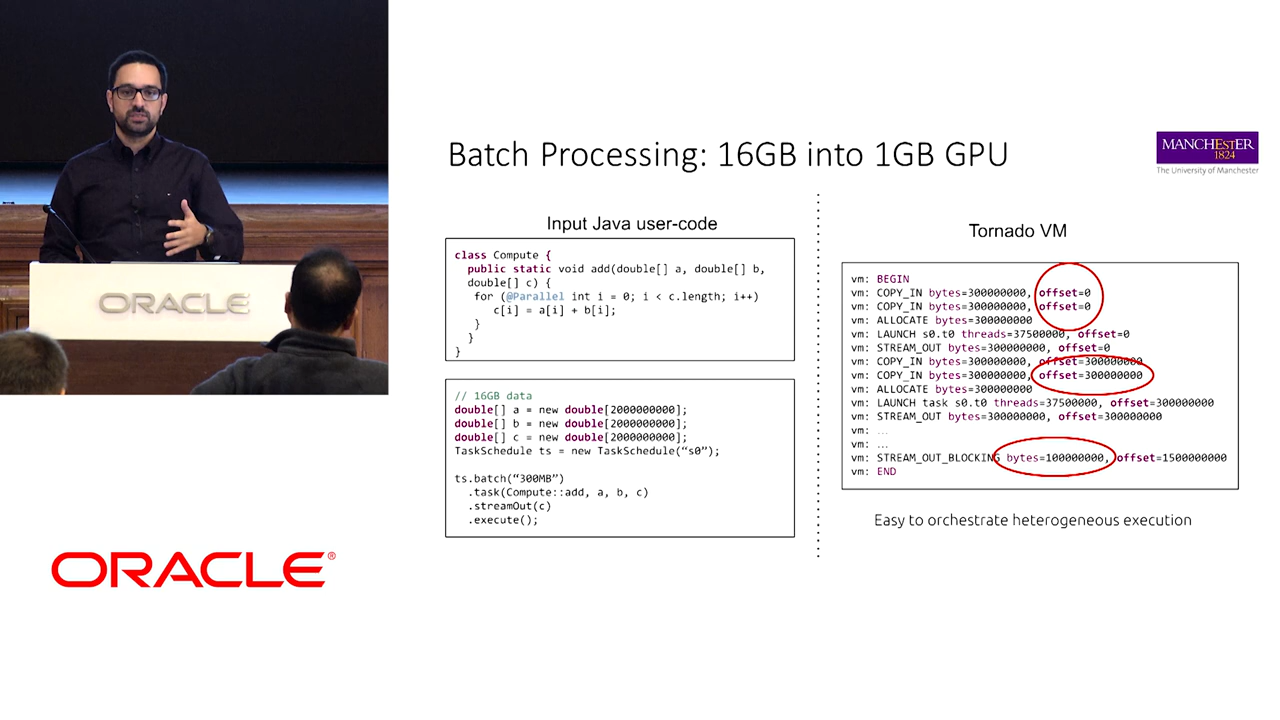 ORACLE
ORACLE®
Batch Processing: 16GB into 1GB GPU
MANCHESTER
1824
The University of Manchester
Input Java user-code
class Compute {
public static void add(double[] a, double[] b,
double[] c) {
for (@Parallel int i = 0; i < c.length; i++)
c[i] = a[i] + b[i];
}
}
}
// 16GB data
double[] a = new double[2000000000];
double[] b = new double[2000000000];
double[] c = new double[2000000000];
TaskSchedule ts = new TaskSchedule(“s0”);
ts.batch(“300MB”)
.task(Compute::add, a, b, c)
.streamOut(c)
.execute();
Tornado VM
vm: BEGIN
vm: COPY_IN bytes=300000000, offset=0
vm: COPY_IN bytes=300000000, offset=0
vm: ALLOCATE bytes=300000000
vm: LAUNCH s0.t0 threads=37500000, offset=0
vm: STREAM_OUT bytes=300000000, offset=0
vm: COPY_IN bytes=300000000, offset=300000000
vm: COPY_IN bytes=300000000, offset=300000000
vm: ALLOCATE bytes=300000000
vm: LAUNCH task s0.t0 threads=37500000, offset=300000000
vm: STREAM_OUT bytes=300000000, offset=300000000
vm: ...
vm: ...
vm: STREAM_OUT_BLOCKING bytes=100000000, offset=1500000000
vm: END
Easy to orchestrate heterogeneous execution